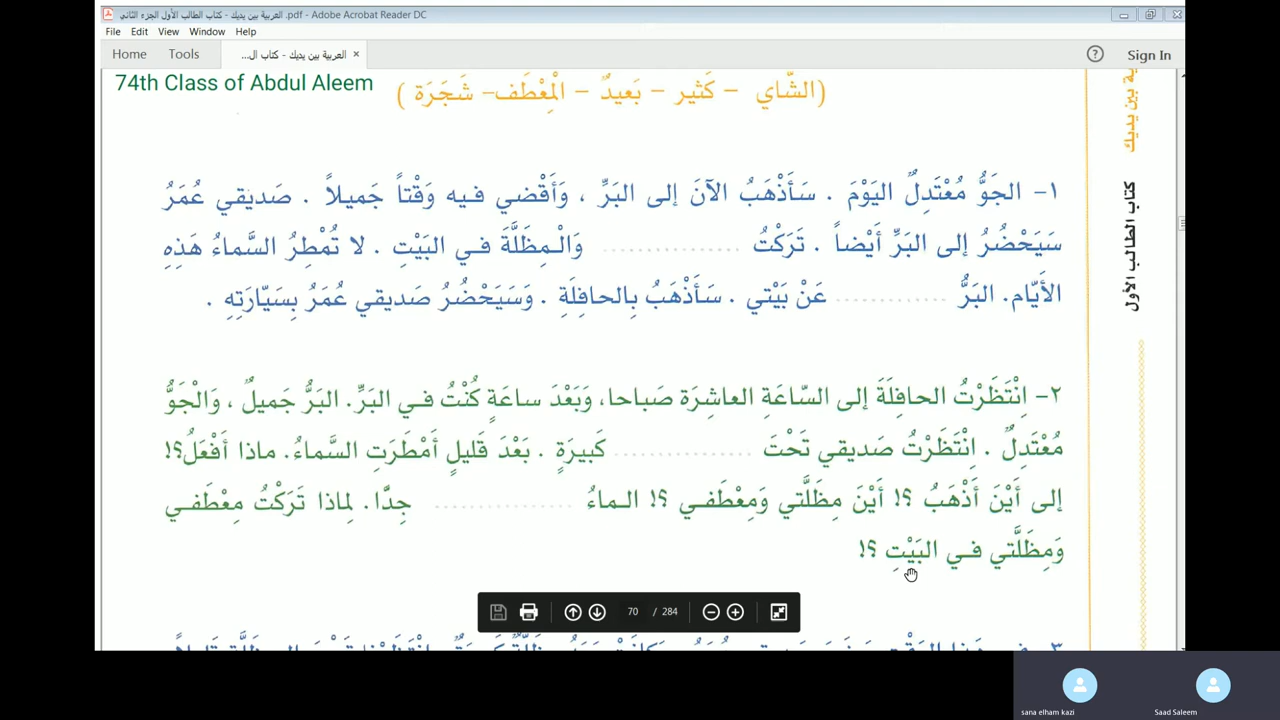 العربية بين يديك - كتاب الطالب الأول الجزء الثاني .pdf - Adobe Acrobat Reader DC
File Edit View Window Help
Home Tools العربية بين يديك - كتاب ال... × ? Sign In
74th Class of Abdul Aleem
(الشّاي – كَثير – بَعيدٌ – الْمِعْطَف– شَجَرَة )
ية بين يديك
كتاب الطالب الأول
١- الجَوُّ مُعْتَدِلٌ اليَوْمَ . سَأَذْهَبُ الآنَ إلى البَرِّ ، وَأَقْضي فيه وَقْتاً جَميلاً . صَديقي عُمَرُ
سَيَحْضُرُ إلى البَرِّ أَيْضاً . تَرَكْتُ .............. وَالْمِظَلَّةَ في البَيْتِ . لا تُمْطِرُ السَّماءُ هَذِهِ
الأَيّام. البَرُّ ........... عَنْ بَيْتي . سَأَذْهَبُ بِالحافِلَةِ . وَسَيَحْضُرُ صَديقي عُمَرُ بِسَيّارَتِهِ .
٢- اِنْتَظَرْتُ الحافِلَةَ إلى السّاعَةِ العاشِرَة صَباحا، وَبَعْدَ ساعَةٍ كُنْتُ في البَرِّ. البَرُّ جَميلٌ ، وَالْجَوُّ
مُعْتَدِلٌ . اِنْتَظَرْتُ صَديقي تَحْتَ .............. كَبيرَةٍ . بَعْدَ قَليلٍ أَمْطَرَتِ السَّماءُ. ماذا أَفْعَلُ؟!
إلى أَيْنَ أَذْهَبُ ؟! أَيْنَ مِظَلَّتي وَمِعْطَفي ؟! الماءُ .............. جِدًّا. لِماذا تَرَكْتُ مِعْطَفي
وَمِظَلَّتي في البَيْتِ ؟!
70 / 284
sana elham kazi Saad Saleem